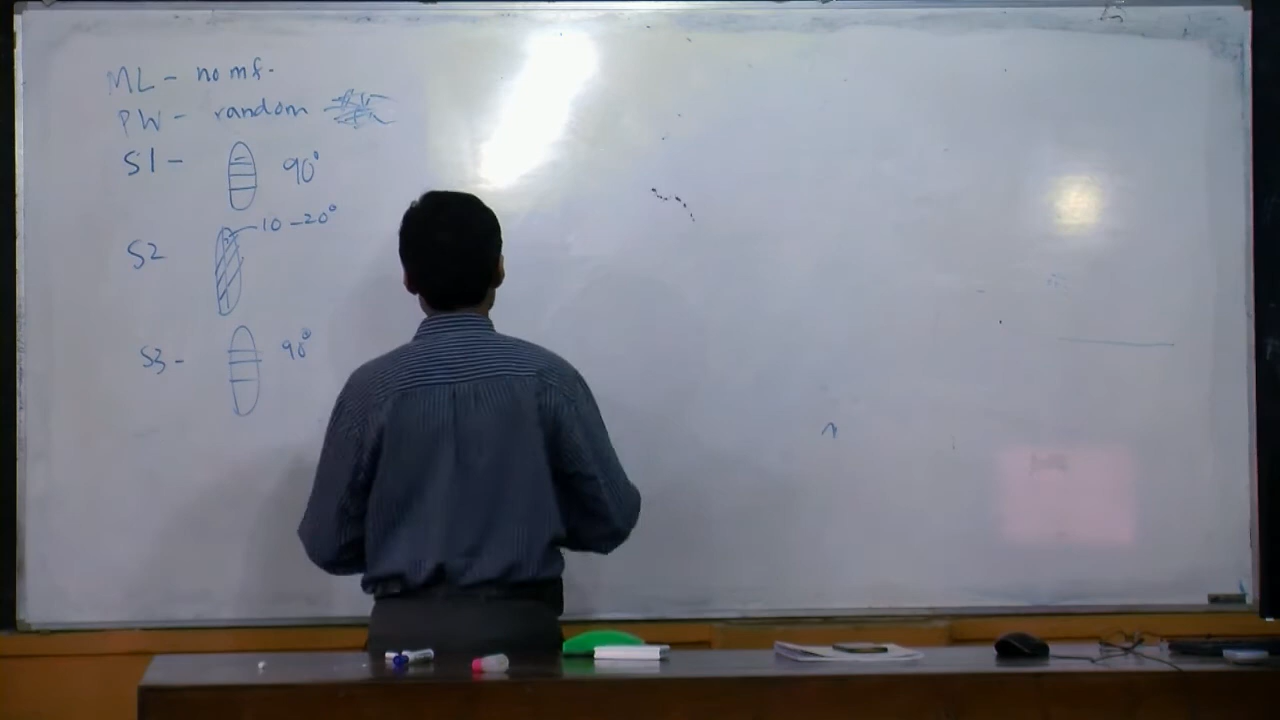 ML - no mf.
PW - random
S1 - 90°
S2 10-20°
S3 - 90°